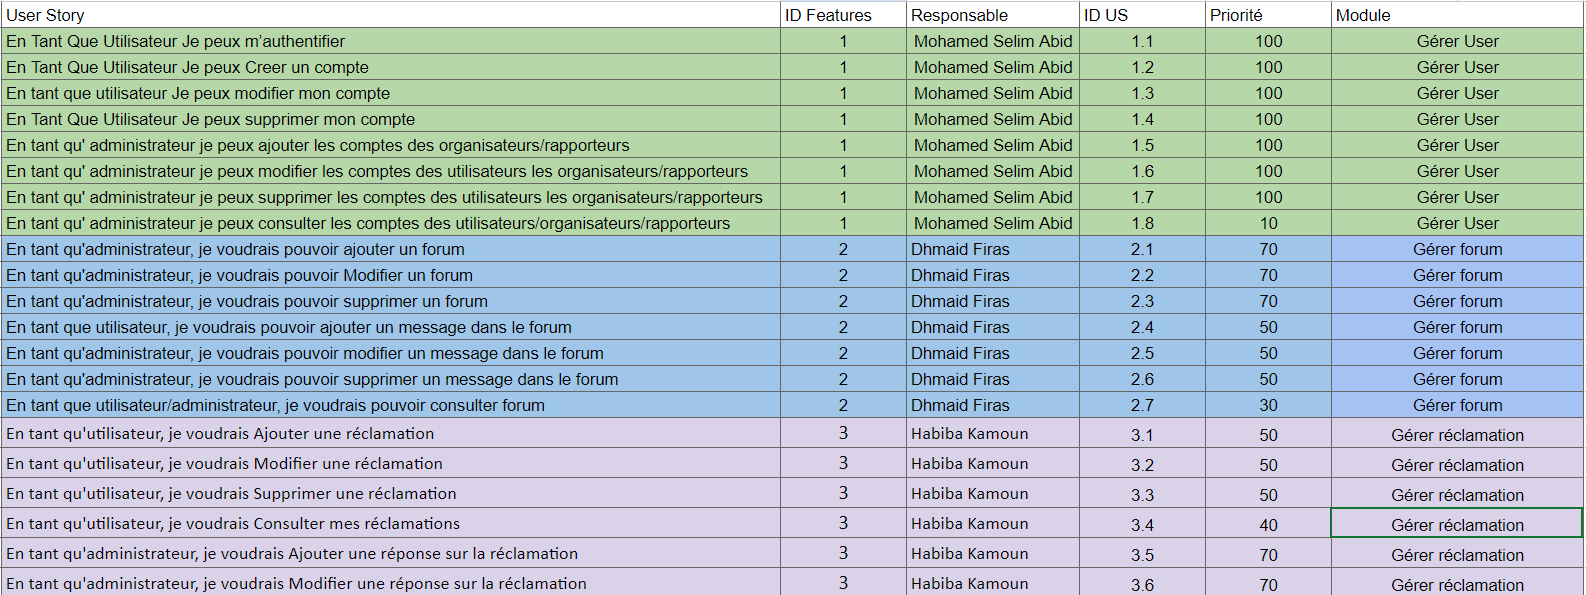 User Story ID Features Responsable ID US Priorité Module
En Tant Que Utilisateur Je peux m'authentifier 1 Mohamed Selim Abid 1.1 100 Gérer User
En Tant Que Utilisateur Je peux Creer un compte 1 Mohamed Selim Abid 1.2 100 Gérer User
En tant que utilisateur Je peux modifier mon compte 1 Mohamed Selim Abid 1.3 100 Gérer User
En Tant Que Utilisateur Je peux supprimer mon compte 1 Mohamed Selim Abid 1.4 100 Gérer User
En tant qu' administrateur je peux ajouter les comptes des organisateurs/rapporteurs 1 Mohamed Selim Abid 1.5 100 Gérer User
En tant qu' administrateur je peux modifier les comptes des utilisateurs les organisateurs/rapporteurs 1 Mohamed Selim Abid 1.6 100 Gérer User
En tant qu' administrateur je peux supprimer les comptes des utilisateurs les organisateurs/rapporteurs 1 Mohamed Selim Abid 1.7 100 Gérer User
En tant qu' administrateur je peux consulter les comptes des utilisateurs/organisateurs/rapporteurs 1 Mohamed Selim Abid 1.8 10 Gérer User
En tant qu'administrateur, je voudrais pouvoir ajouter un forum 2 Dhmaid Firas 2.1 70 Gérer forum
En tant qu'administrateur, je voudrais pouvoir Modifier un forum 2 Dhmaid Firas 2.2 70 Gérer forum
En tant qu'administrateur, je voudrais pouvoir supprimer un forum 2 Dhmaid Firas 2.3 70 Gérer forum
En tant que utilisateur, je voudrais pouvoir ajouter un message dans le forum 2 Dhmaid Firas 2.4 50 Gérer forum
En tant qu'administrateur, je voudrais pouvoir modifier un message dans le forum 2 Dhmaid Firas 2.5 50 Gérer forum
En tant qu'administrateur, je voudrais pouvoir supprimer un message dans le forum 2 Dhmaid Firas 2.6 50 Gérer forum
En tant que utilisateur/administrateur, je voudrais pouvoir consulter forum 2 Dhmaid Firas 2.7 30 Gérer forum
En tant qu'utilisateur, je voudrais Ajouter une réclamation 3 Habiba Kamoun 3.1 50 Gérer réclamation
En tant qu'utilisateur, je voudrais Modifier une réclamation 3 Habiba Kamoun 3.2 50 Gérer réclamation
En tant qu'utilisateur, je voudrais Supprimer une réclamation 3 Habiba Kamoun 3.3 50 Gérer réclamation
En tant qu'utilisateur, je voudrais Consulter mes réclamations 3 Habiba Kamoun 3.4 40 Gérer réclamation
En tant qu'administrateur, je voudrais Ajouter une réponse sur la réclamation 3 Habiba Kamoun 3.5 70 Gérer réclamation
En tant qu'administrateur, je voudrais Modifier une réponse sur la réclamation 3 Habiba Kamoun 3.6 70 Gérer réclamation